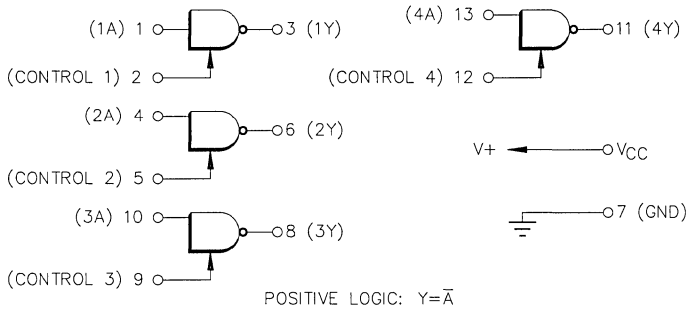 (1A) 1
3 (1Y)
(CONTROL 1) 2
(4A) 13
11 (4Y)
(CONTROL 4) 12
(2A) 4
6 (2Y)
(CONTROL 2) 5
V+
VCC
(3A) 10
8 (3Y)
(CONTROL 3) 9
7 (GND)
POSITIVE LOGIC: Y=A̅